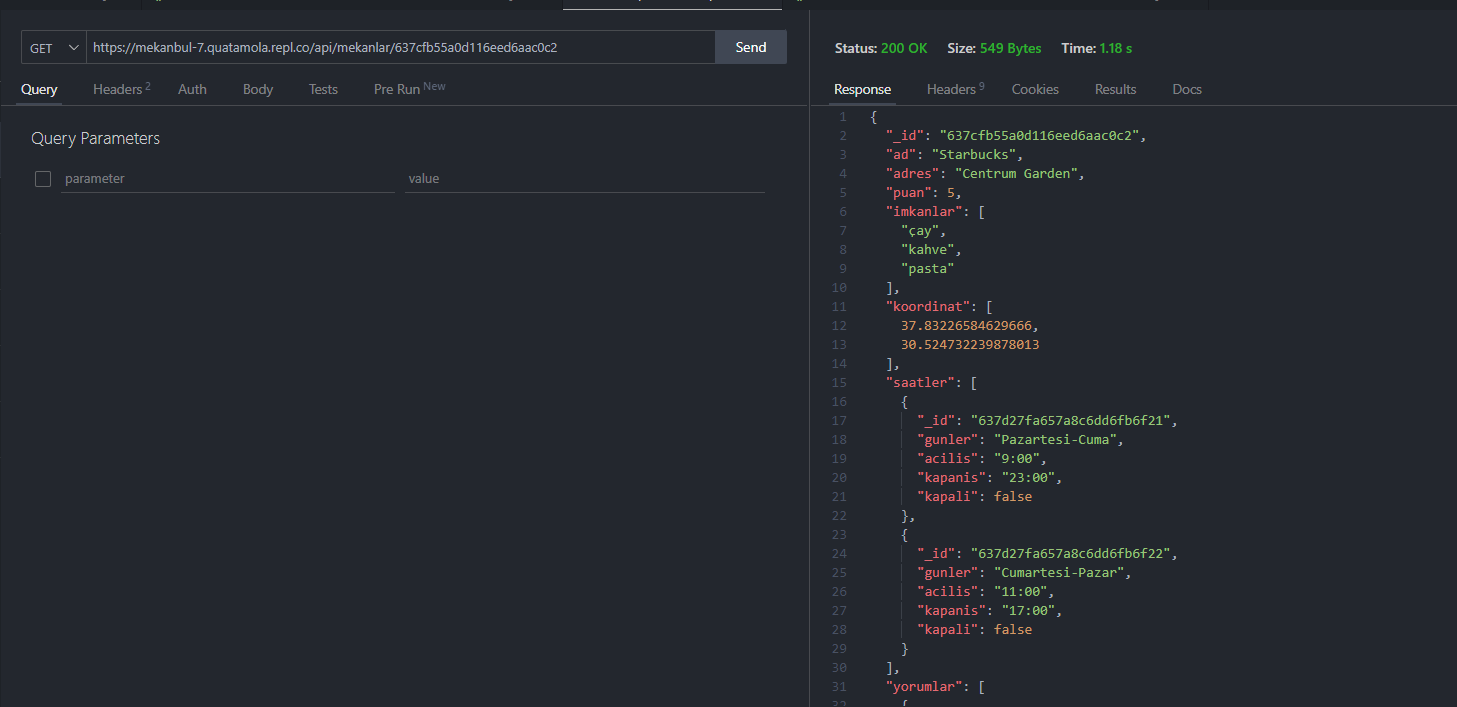 GET
https://mekanbul-7.quatamola.repl.co/api/mekanlar/637cfb55a0d116eed6aac0c2
Send
Query
Headers 2
Auth
Body
Tests
Pre Run New
Query Parameters
parameter
value
Status: 200 OK
Size: 549 Bytes
Time: 1.18 s
Response
Headers 9
Cookies
Results
Docs
1 {
2 "_id": "637cfb55a0d116eed6aac0c2",
3 "ad": "Starbucks",
4 "adres": "Centrum Garden",
5 "puan": 5,
6 "imkanlar": [
7 "çay",
8 "kahve",
9 "pasta"
10 ],
11 "koordinat": [
12 37.83226584629666,
13 30.524732239878013
14 ],
15 "saatler": [
16 {
17 "_id": "637d27fa657a8c6dd6fb6f21",
18 "gunler": "Pazartesi-Cuma",
19 "acilis": "9:00",
20 "kapanis": "23:00",
21 "kapali": false
22 },
23 {
24 "_id": "637d27fa657a8c6dd6fb6f22",
25 "gunler": "Cumartesi-Pazar",
26 "acilis": "11:00",
27 "kapanis": "17:00",
28 "kapali": false
29 }
30 ],
31 "yorumlar": [
32 {